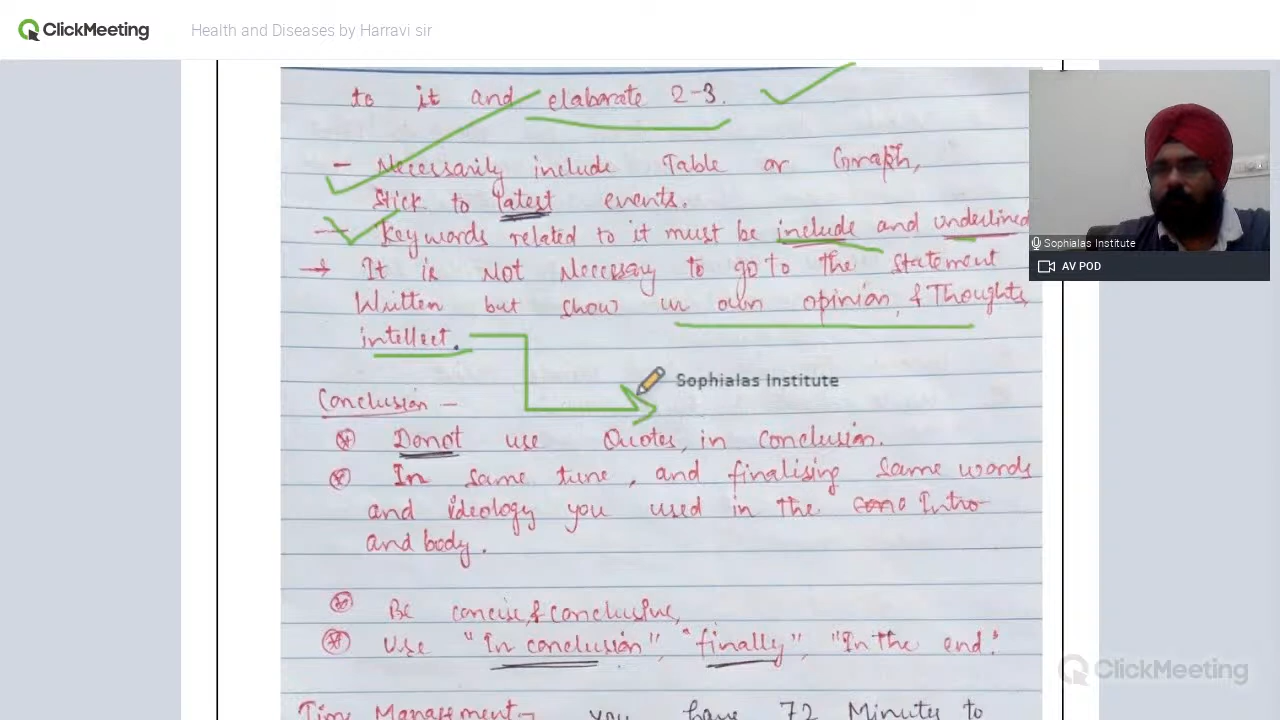 ClickMeeting
Health and Diseases by Harravi sir
to it and elaborate 2-3.
- Necessarily include Table or Graph,
Stick to latest events.
→ Keywords related to it must be include and underlined
→ It is Not Necessary to go to the statement
Written but show in own opinion, & Thoughts,
intellect.
Sophialas Institute
AV POD
Sophialas Institute
Conclusion -
Donot use Quotes, in conclusion.
In same tune, and finalising same words
and ideology you used in the Intro
and body.
Be concise, & conclusive,
Use "In conclusion", "finally", "In the end."
Time Management - you have 72 Minutes to
ClickMeeting